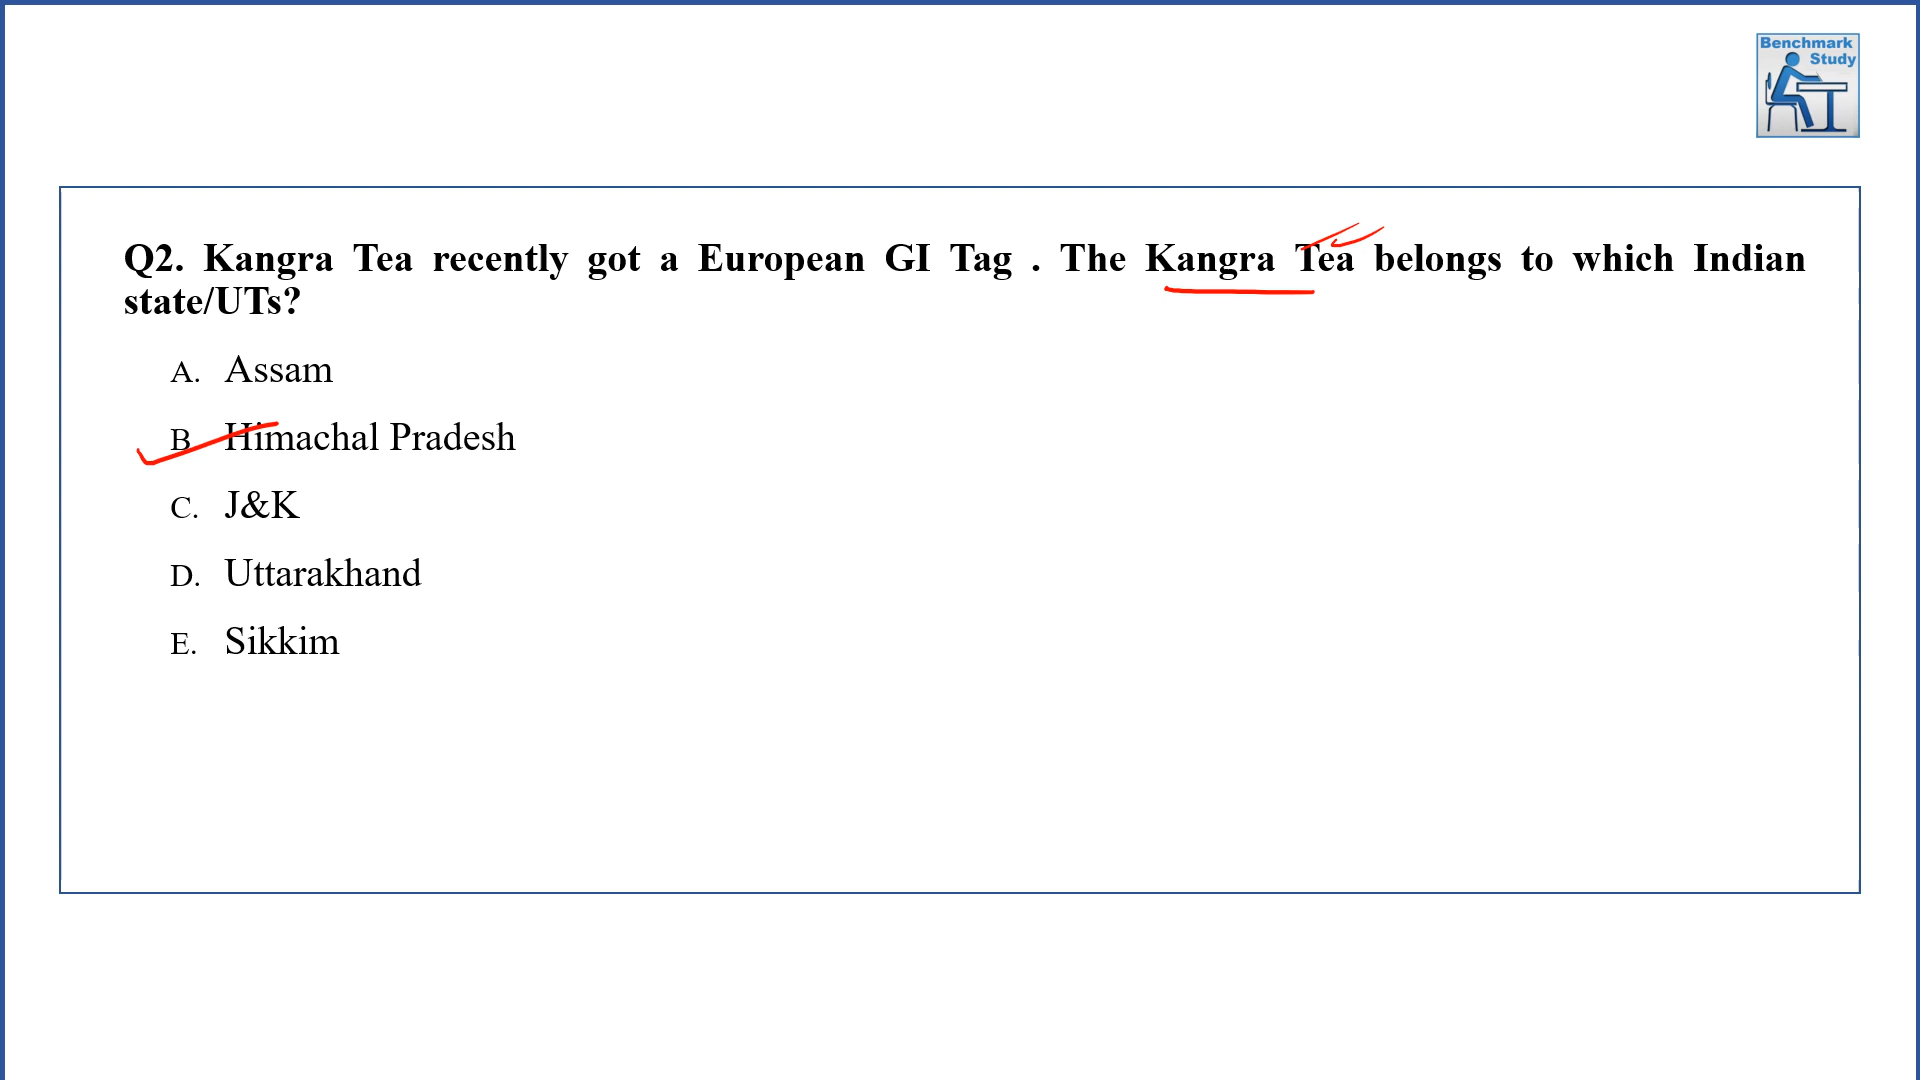 Benchmark
Study
Q2. Kangra Tea recently got a European GI Tag . The Kangra Tea belongs to which Indian
state/UTs?
A. Assam
B. Himachal Pradesh
C. J&K
D. Uttarakhand
E. Sikkim